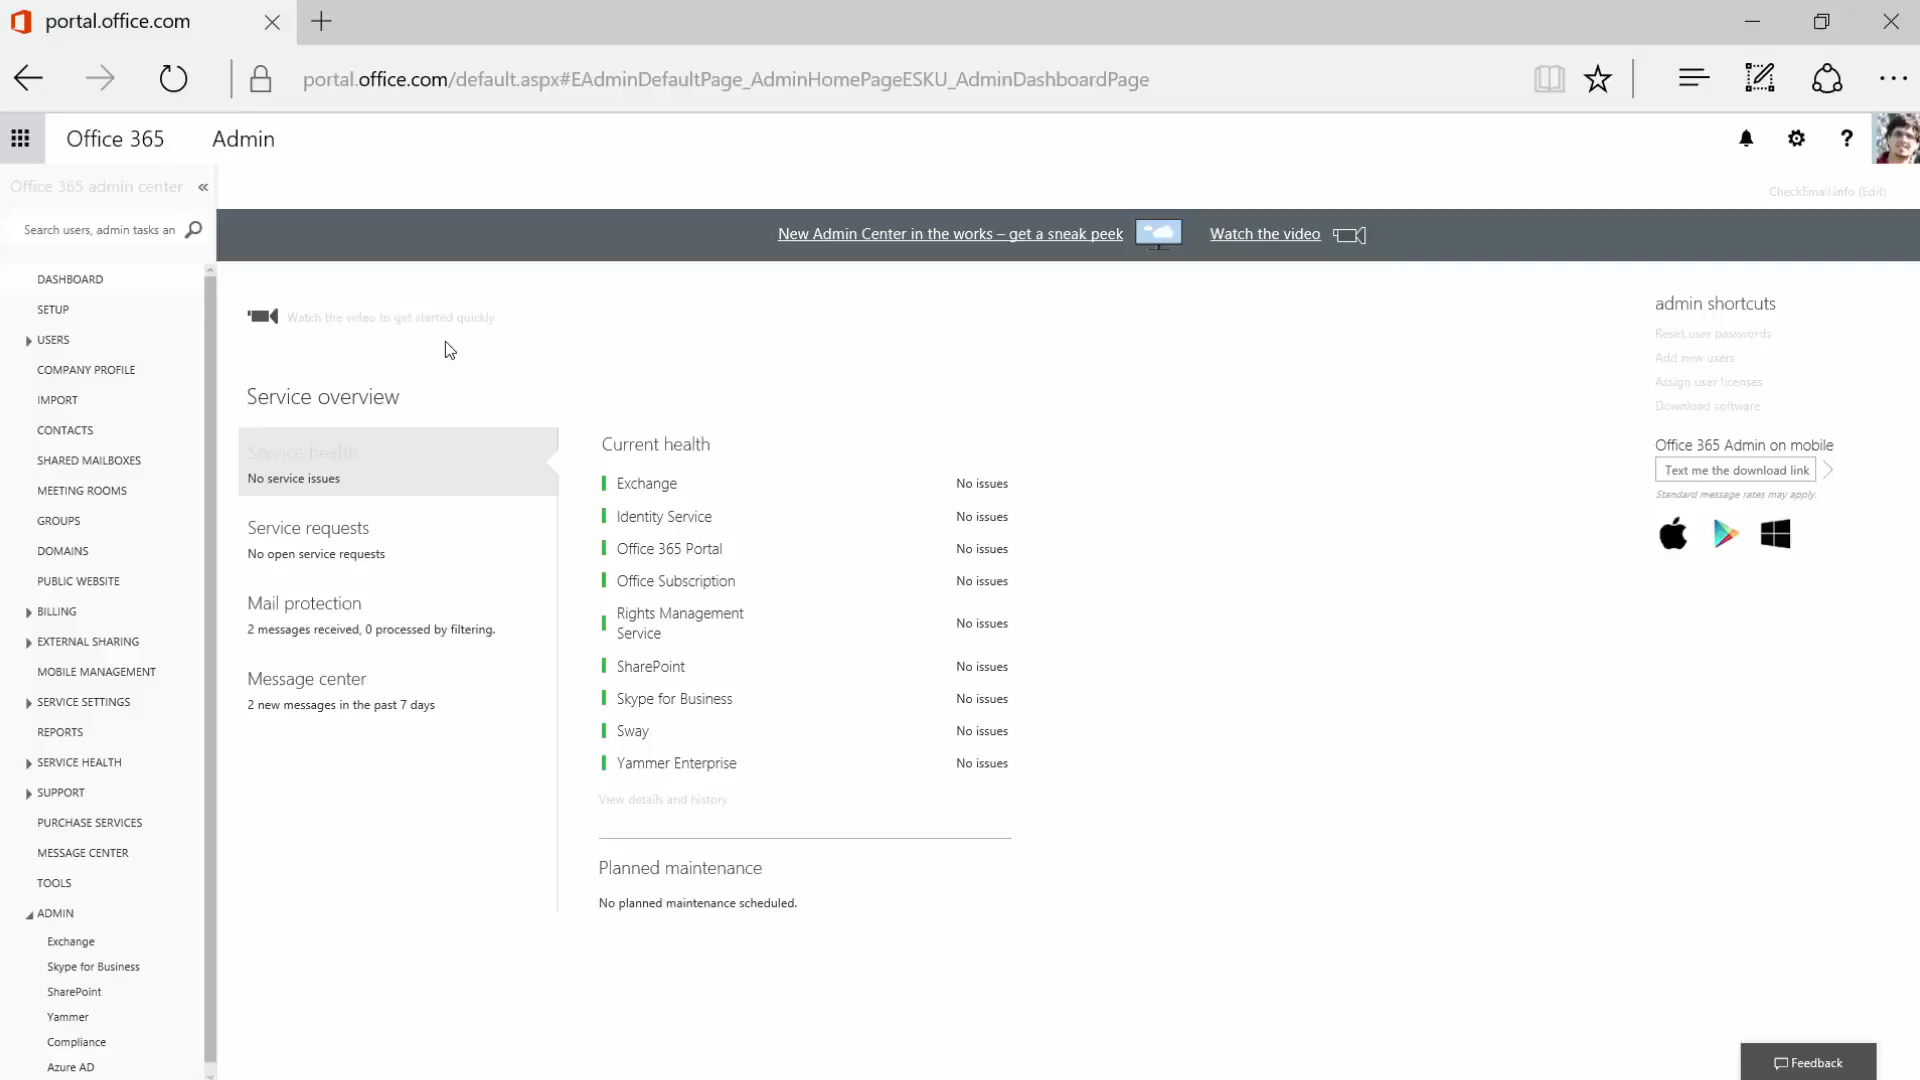 portal.office.com
portal.office.com/default.aspx#EAdminDefaultPage_AdminHomePageESKU_AdminDashboardPage
Office 365 Admin
Office 365 admin center «
CheckEmail.info (Edit)
Search users, admin tasks an
New Admin Center in the works – get a sneak peek Watch the video
DASHBOARD
SETUP
USERS
COMPANY PROFILE
IMPORT
CONTACTS
SHARED MAILBOXES
MEETING ROOMS
GROUPS
DOMAINS
PUBLIC WEBSITE
BILLING
EXTERNAL SHARING
MOBILE MANAGEMENT
SERVICE SETTINGS
REPORTS
SERVICE HEALTH
SUPPORT
PURCHASE SERVICES
MESSAGE CENTER
TOOLS
ADMIN
Exchange
Skype for Business
SharePoint
Yammer
Compliance
Azure AD
Watch the video to get started quickly
Service overview
Service health
No service issues
Service requests
No open service requests
Mail protection
2 messages received, 0 processed by filtering.
Message center
2 new messages in the past 7 days
Current health
Exchange No issues
Identity Service No issues
Office 365 Portal No issues
Office Subscription No issues
Rights Management
Service No issues
SharePoint No issues
Skype for Business No issues
Sway No issues
Yammer Enterprise No issues
View details and history
Planned maintenance
No planned maintenance scheduled.
admin shortcuts
Reset user passwords
Add new users
Assign user licenses
Download software
Office 365 Admin on mobile
Text me the download link
Standard message rates may apply.
Feedback